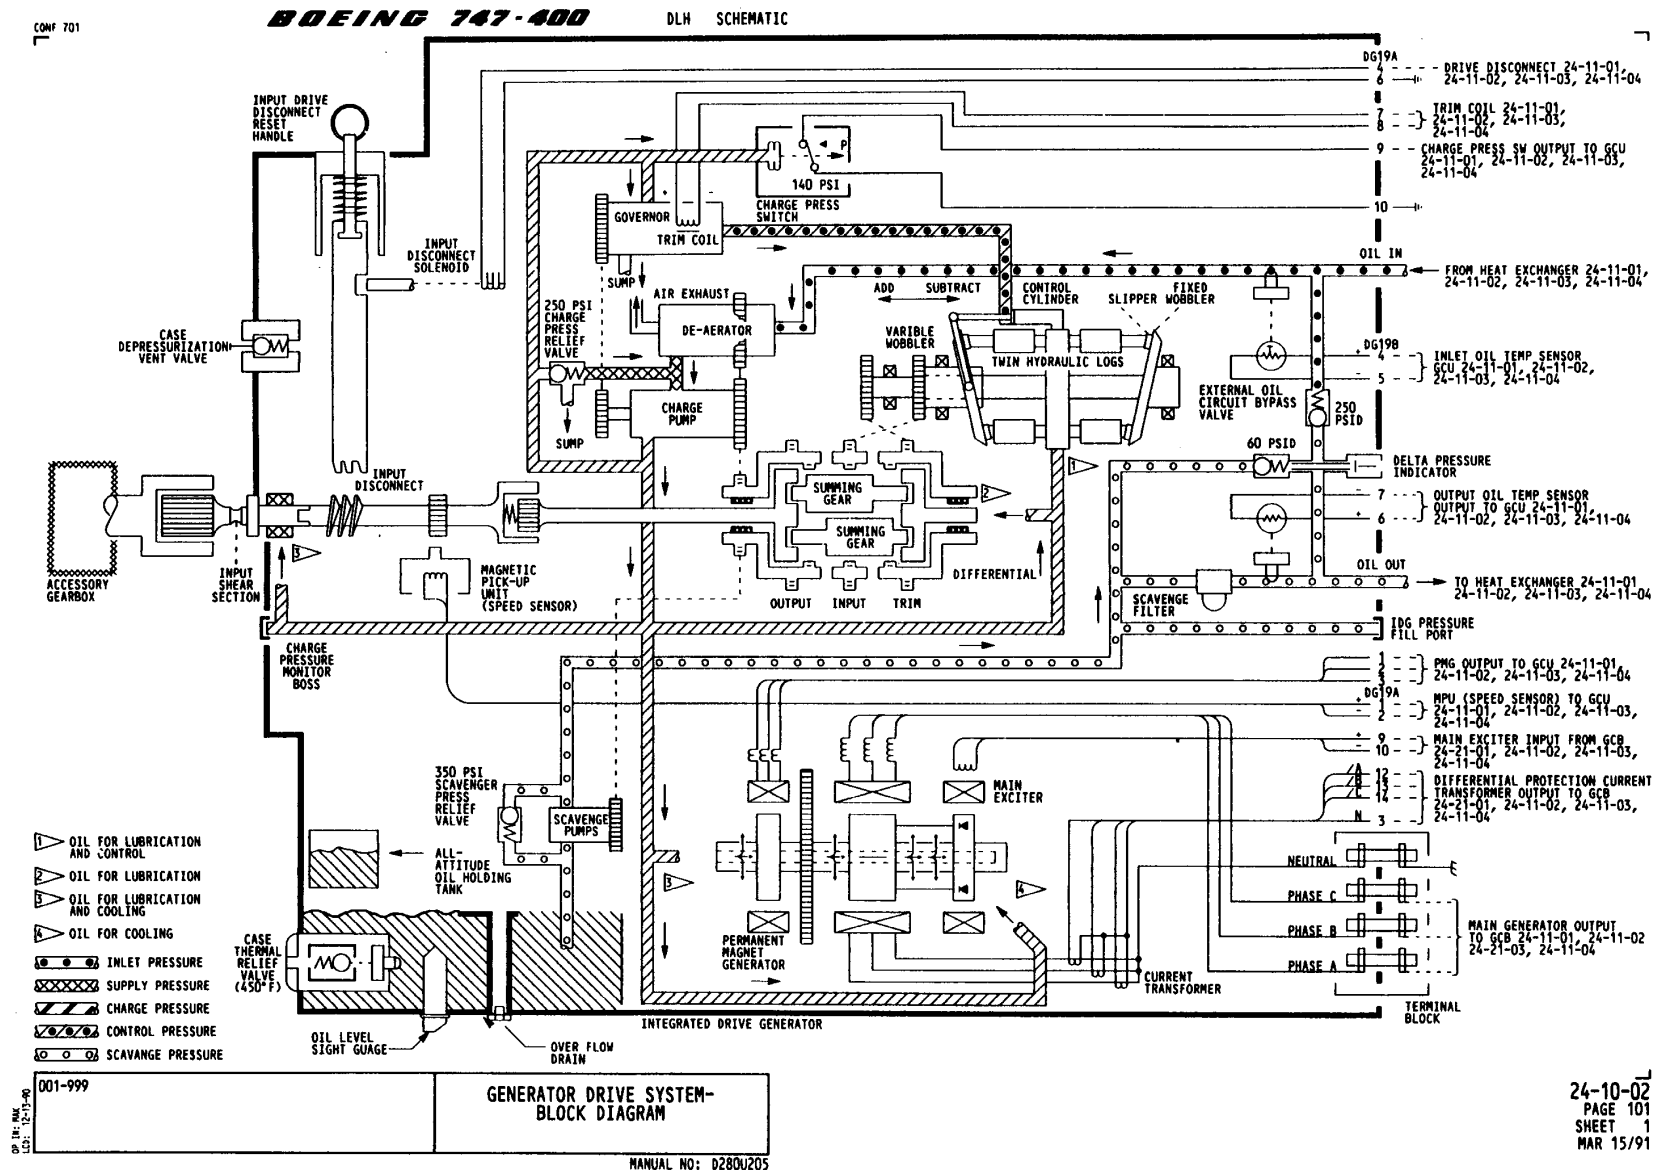 CONF 701
BOEING 747-400
DLH SCHEMATIC
DG19A
4
6
DRIVE DISCONNECT 24-11-01,
24-11-02, 24-11-03, 24-11-04
INPUT DRIVE
DISCONNECT
RESET
HANDLE
7
8
TRIM COIL 24-11-01,
24-11-02, 24-11-03,
24-11-04
P
140 PSI
CHARGE PRESS
SWITCH
9
CHARGE PRESS SW OUTPUT TO GCU
24-11-01, 24-11-02, 24-11-03,
24-11-04
10
GOVERNOR
TRIM COIL
SUMP
INPUT
DISCONNECT
SOLENOID
OIL IN
FROM HEAT EXCHANGER 24-11-01,
24-11-02, 24-11-03, 24-11-04
AIR EXHAUST
DE-AERATOR
250 PSI
CHARGE
PRESS
RELIEF
VALVE
ADD
SUBTRACT
CONTROL
CYLINDER
SLIPPER
FIXED
WOBBLER
VARIBLE
WOBBLER
TWIN HYDRAULIC LOGS
CASE
DEPRESSURIZATION
VENT VALVE
DG19B
+
4
-
5
INLET OIL TEMP SENSOR
GCU 24-11-01, 24-11-02,
24-11-03, 24-11-04
EXTERNAL OIL
CIRCUIT BYPASS
VALVE
250
PSID
CHARGE
PUMP
SUMP
60 PSID
DELTA PRESSURE
INDICATOR
1
INPUT
DISCONNECT
SUMMING
GEAR
SUMMING
GEAR
2
-
7
+
6
OUTPUT OIL TEMP SENSOR
OUTPUT TO GCU 24-11-01,
24-11-02, 24-11-03, 24-11-04
3
ACCESSORY
GEARBOX
INPUT
SHEAR
SECTION
MAGNETIC
PICK-UP
UNIT
(SPEED SENSOR)
DIFFERENTIAL
OUTPUT
INPUT
TRIM
SCAVENGE
FILTER
OIL OUT
TO HEAT EXCHANGER 24-11-01
24-11-02, 24-11-03, 24-11-04
IDG PRESSURE
FILL PORT
CHARGE
PRESSURE
MONITOR
BOSS
1
2
3
PMG OUTPUT TO GCU 24-11-01,
24-11-02, 24-11-03, 24-11-04
DG19A
+
1
-
2
MPU (SPEED SENSOR) TO GCU
24-11-01, 24-11-02, 24-11-03,
24-11-04
+
9
-
10
MAIN EXCITER INPUT FROM GCB
24-21-01, 24-11-02, 24-11-03,
24-11-04
350 PSI
SCAVENGER
PRESS
RELIEF
VALVE
SCAVENGE
PUMPS
MAIN
EXCITER
A
12
B
13
C
14
N
3
DIFFERENTIAL PROTECTION CURRENT
TRANSFORMER OUTPUT TO GCB
24-21-01, 24-11-02, 24-11-03,
24-11-04
1 OIL FOR LUBRICATION
AND CONTROL
2 OIL FOR LUBRICATION
3 OIL FOR LUBRICATION
AND COOLING
4 OIL FOR COOLING
ALL-
ATTITUDE
OIL HOLDING
TANK
3
4
NEUTRAL
PHASE C
PHASE B
PHASE A
MAIN GENERATOR OUTPUT
TO GCB 24-11-01, 24-11-02
24-21-03, 24-11-04
CASE
THERMAL
RELIEF
VALVE
(450°F)
PERMANENT
MAGNET
GENERATOR
CURRENT
TRANSFORMER
TERMINAL
BLOCK
INLET PRESSURE
SUPPLY PRESSURE
CHARGE PRESSURE
CONTROL PRESSURE
SCAVANGE PRESSURE
OIL LEVEL
SIGHT GUAGE
OVER FLOW
DRAIN
INTEGRATED DRIVE GENERATOR
001-999
GENERATOR DRIVE SYSTEM-
BLOCK DIAGRAM
OP IN: MAK
LCD: 12-13-90
MANUAL NO: D280U205
24-10-02
PAGE 101
SHEET 1
MAR 15/91